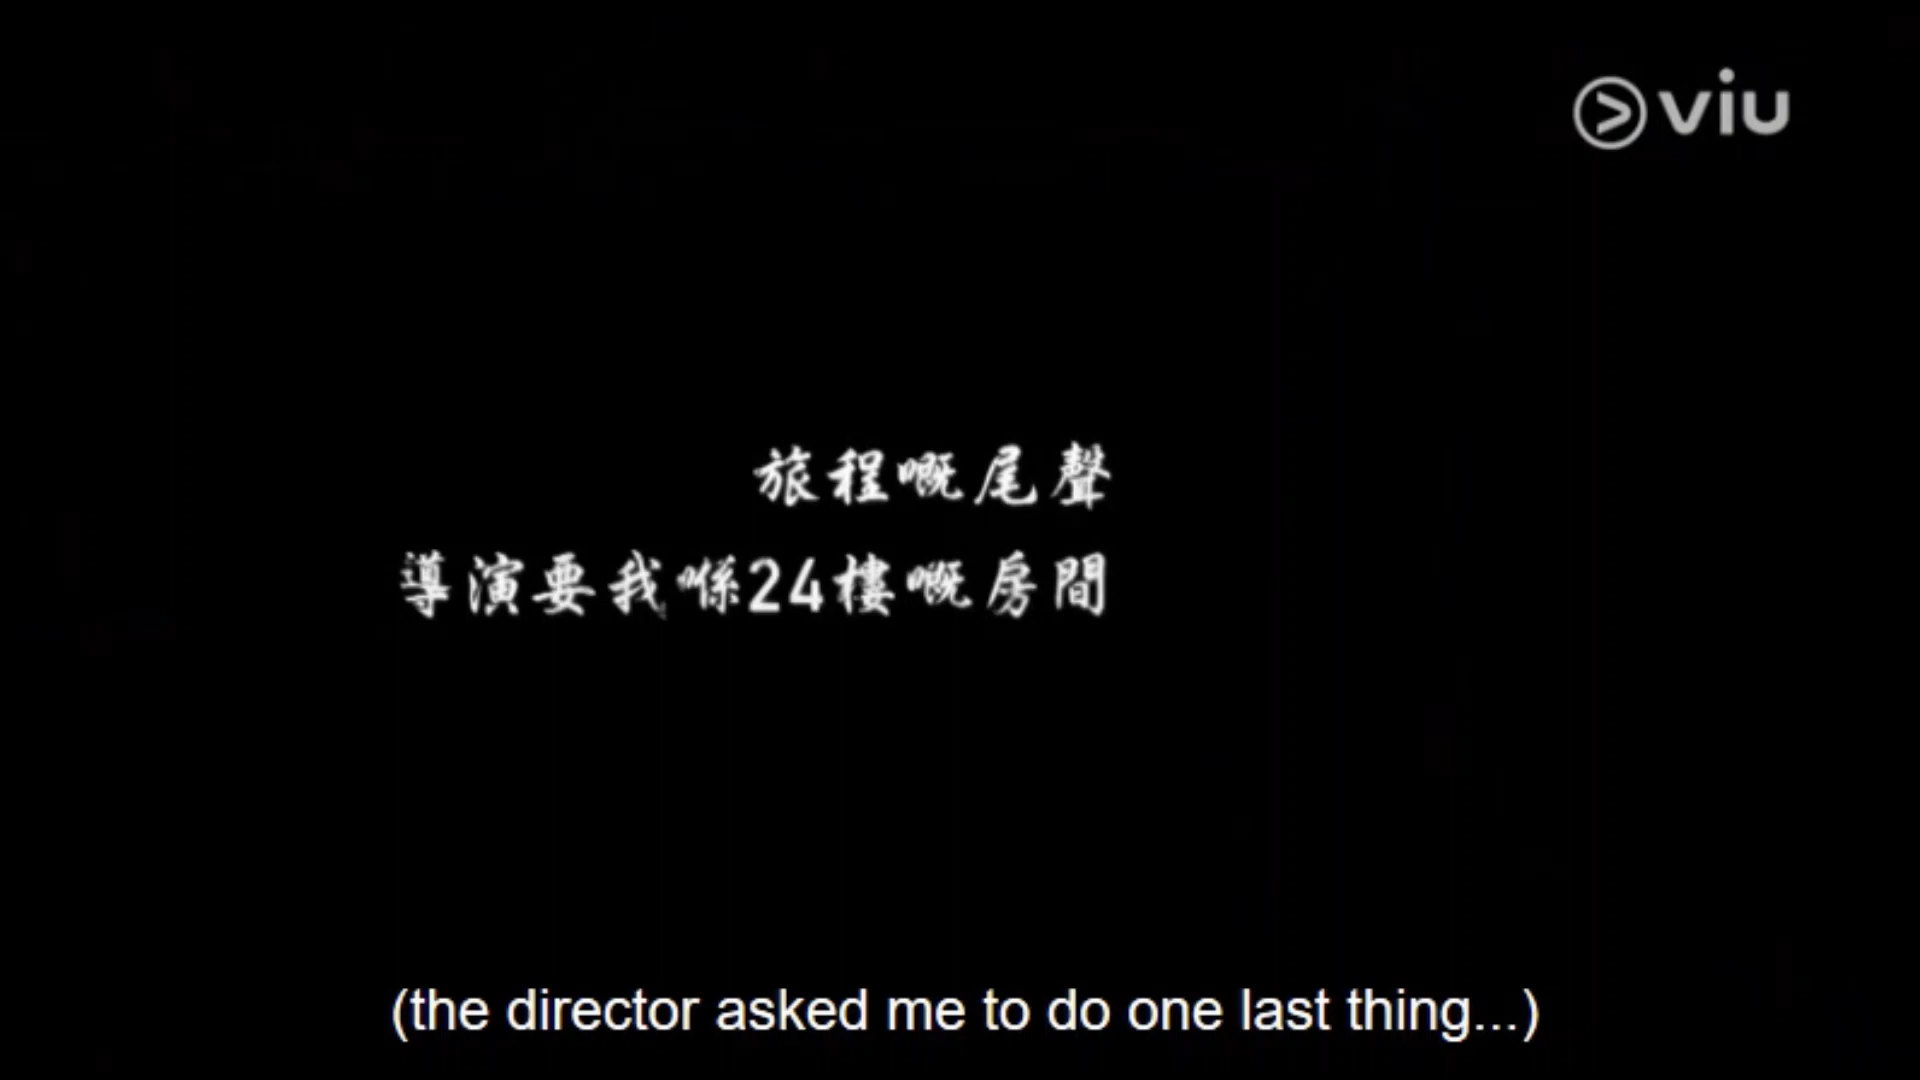 viu
旅程嘅尾聲
導演要我喺24樓嘅房間
(the director asked me to do one last thing...)